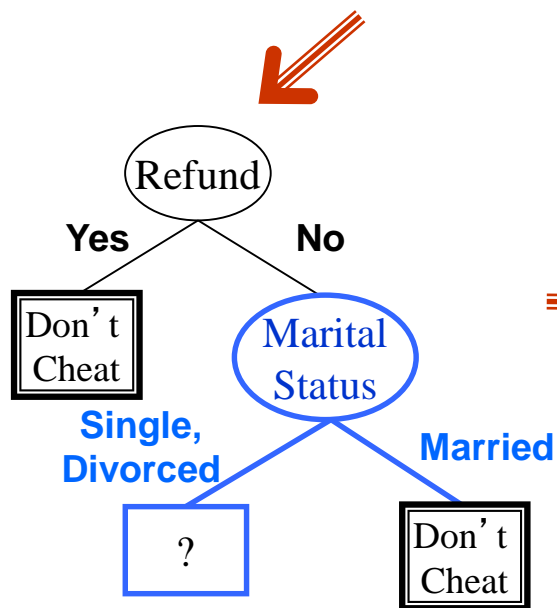 Refund
Yes
No
Don't
Cheat
Marital
Status
Single,
Divorced
Married
?
Don't
Cheat